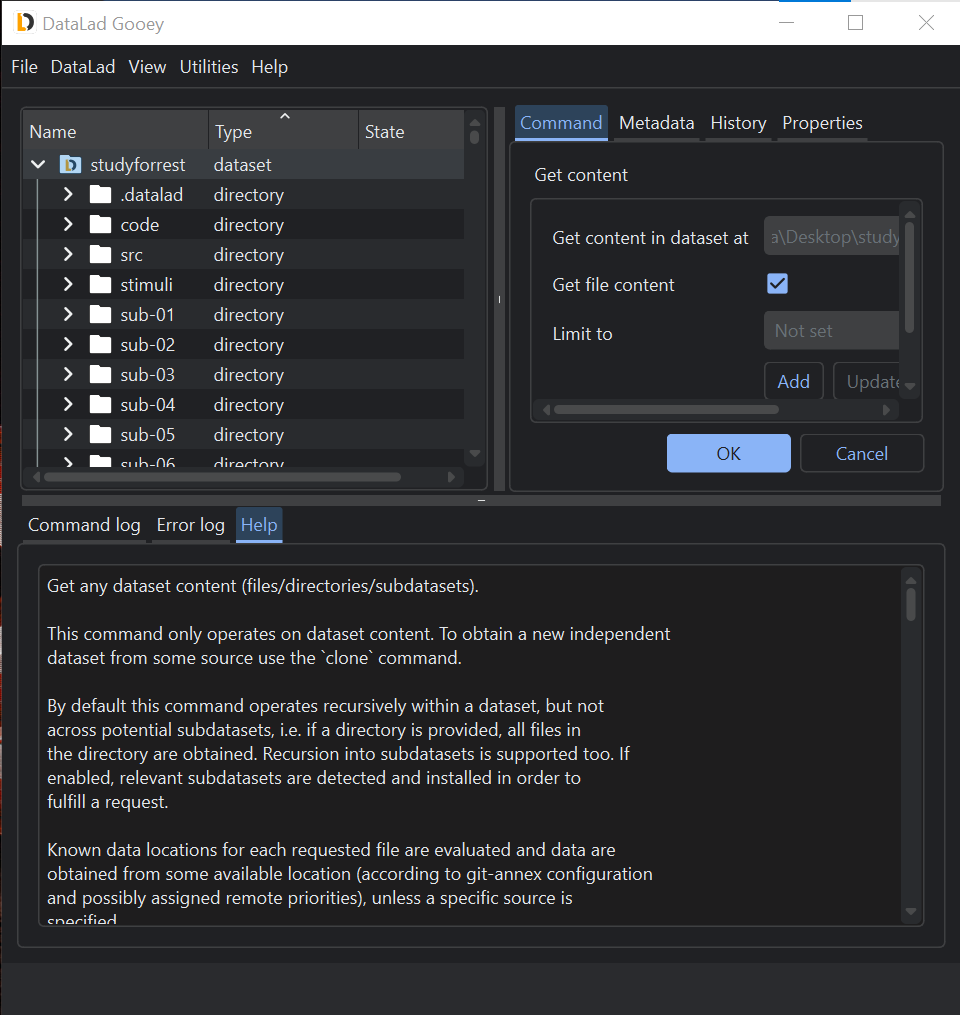 DataLad Gooey
File DataLad View Utilities Help
Name Type State
studyforrest dataset
.datalad directory
code directory
src directory
stimuli directory
sub-01 directory
sub-02 directory
sub-03 directory
sub-04 directory
sub-05 directory
sub-06 directory
Command Metadata History Properties
Get content
Get content in dataset at a\Desktop\study
Get file content
Limit to Not set
Add Update
OK Cancel
Command log Error log Help
Get any dataset content (files/directories/subdatasets).
This command only operates on dataset content. To obtain a new independent
dataset from some source use the `clone` command.
By default this command operates recursively within a dataset, but not
across potential subdatasets, i.e. if a directory is provided, all files in
the directory are obtained. Recursion into subdatasets is supported too. If
enabled, relevant subdatasets are detected and installed in order to
fulfill a request.
Known data locations for each requested file are evaluated and data are
obtained from some available location (according to git-annex configuration
and possibly assigned remote priorities), unless a specific source is
specified.